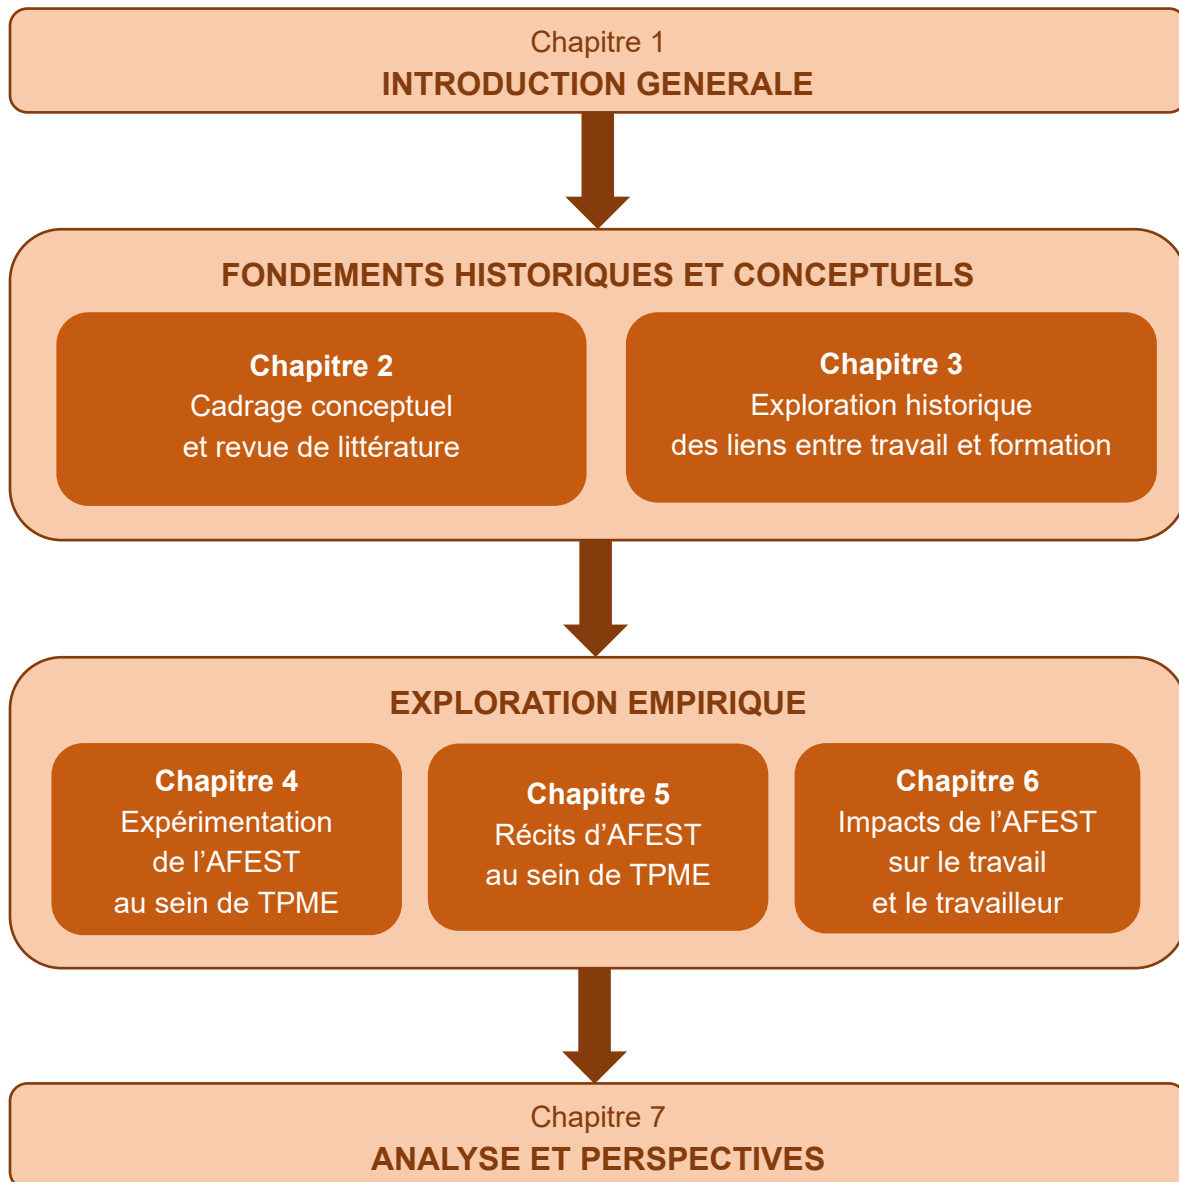 Chapitre 1
INTRODUCTION GENERALE
FONDEMENTS HISTORIQUES ET CONCEPTUELS
Chapitre 2
Cadrage conceptuel
et revue de littérature
Chapitre 3
Exploration historique
des liens entre travail et formation
EXPLORATION EMPIRIQUE
Chapitre 4
Expérimentation
de l’AFEST
au sein de TPME
Chapitre 5
Récits d’AFEST
au sein de TPME
Chapitre 6
Impacts de l’AFEST
sur le travail
et le travailleur
Chapitre 7
ANALYSE ET PERSPECTIVES